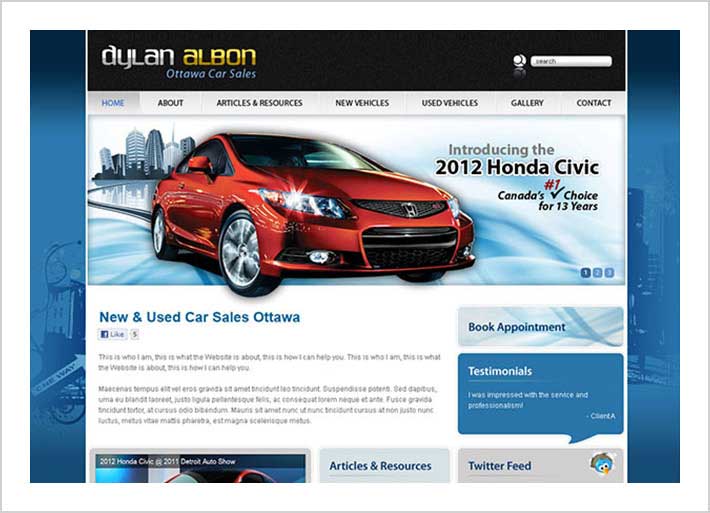 DYLAN ALBON
Ottawa Car Sales
search
HOME ABOUT ARTICLES & RESOURCES NEW VEHICLES USED VEHICLES GALLERY CONTACT
Introducing the
2012 Honda Civic
#1
Canada's Choice
for 13 Years
1 2 3
New & Used Car Sales Ottawa
Like 5
This is who I am, this is what the Website is about, this is how I can help you. This is who I am, this is what
the Website is about, this is how I can help you.
Maecenas tempus elit vel eros gravida sit amet tincidunt leo tincidunt. Suspendisse potenti. Sed dapibus,
urna eu blandit laoreet, justo ligula pellentesque felis, ac consequat lorem neque et ante. Fusce gravida
tincidunt tortor, at cursus odio bibendum. Mauris sit amet nunc ut nunc tincidunt cursus at non justo nunc
luctus, metus vitae mattis pharetra, est magna scelerisque metus.
Book Appointment
Testimonials
I was impressed with the service and
professionalism!
- Client A
2012 Honda Civic @ 2011 Detroit Auto Show
Articles & Resources
Twitter Feed
ONE WAY